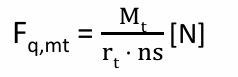 F_q,mt = M_t / (r_t · ns) [N]